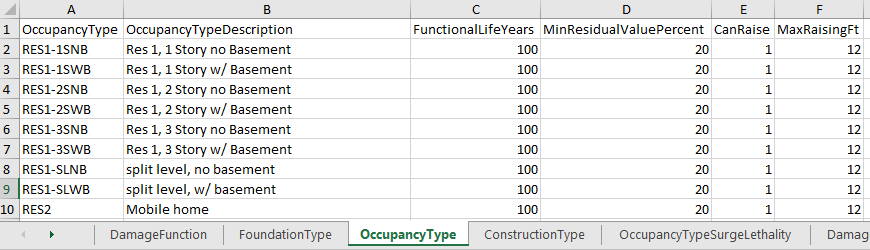 A B C D E F
1 OccupancyType OccupancyTypeDescription FunctionalLifeYears MinResidualValuePercent CanRaise MaxRaisingFt
2 RES1-1SNB Res 1, 1 Story no Basement 100 20 1 12
3 RES1-1SWB Res 1, 1 Story w/ Basement 100 20 1 12
4 RES1-2SNB Res 1, 2 Story no Basement 100 20 1 12
5 RES1-2SWB Res 1, 2 Story w/ Basement 100 20 1 12
6 RES1-3SNB Res 1, 3 Story no Basement 100 20 1 12
7 RES1-3SWB Res 1, 3 Story w/ Basement 100 20 1 12
8 RES1-SLNB split level, no basement 100 20 1 12
9 RES1-SLWB split level, w/ basement 100 20 1 12
10 RES2 Mobile home 100 20 1 12
DamageFunction FoundationType OccupancyType ConstructionType OccupancyTypeSurgeLethality Damag